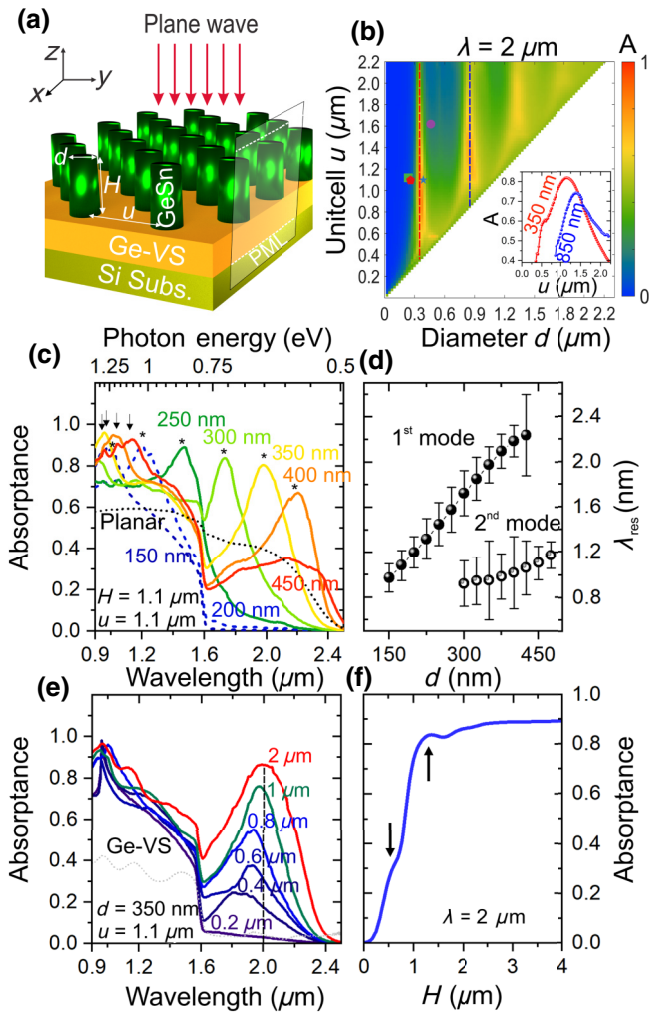 (a)
Plane wave
z
y
x
d
H
u
GeSn
Ge-VS
Si Subs.
PML
(b)
λ = 2 µm
A
Unitcell u (µm)
2.2
2.0
1.8
1.6
1.4
1.2
1.0
0.8
0.6
0.4
0.2
0 0.3 0.6 0.9 1.2 1.5 1.8 2.2
Diameter d (µm)
1
0
A
0.8
0.6
0.4
350 nm
850 nm
0.0 0.5 1.0 1.5 2.0
u (µm)
(c)
Photon energy (eV)
1.25 1 0.75 0.5
Absorptance
1.0
0.8
0.6
0.4
0.2
0.0
250 nm
300 nm
350 nm
400 nm
Planar
150 nm
450nm
200 nm
H = 1.1 µm
u = 1.1 µm
0.9 1.2 1.6 2.0 2.4
Wavelength (µm)
(d)
1st mode
2nd mode
2.4
2.0
1.6
1.2
0.8
λres (nm)
150 300 450
d (nm)
(e)
Absorptance
1.0
0.8
0.6
0.4
0.2
0.0
2 µm
1 µm
0.8 µm
0.6 µm
0.4 µm
0.2 µm
Ge-VS
d = 350 nm
u = 1.1 µm
0.9 1.2 1.6 2.0 2.4
Wavelength (µm)
(f)
1.0
0.8
0.6
0.4
0.2
0.0
Absorptance
λ = 2 µm
0 1 2 3 4
H (µm)